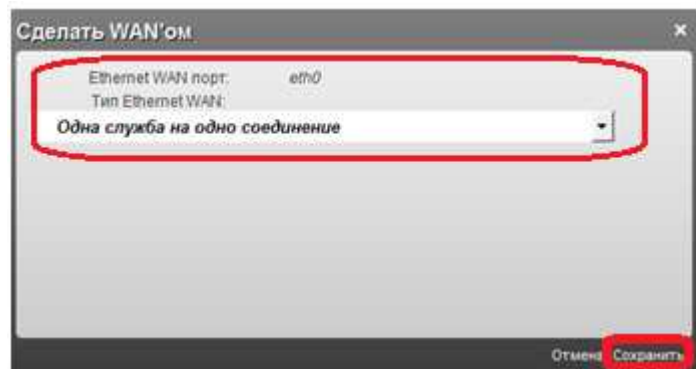 Сделать WAN'ом
Ethernet WAN порт: eth0
Тип Ethernet WAN:
Одна служба на одно соединение
Отмена Сохранить